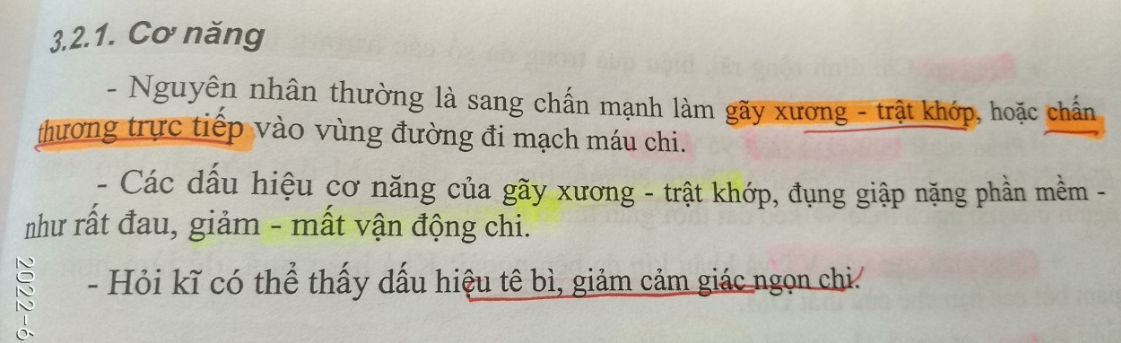 3.2.1. Cơ năng
- Nguyên nhân thường là sang chấn mạnh làm gãy xương - trật khớp, hoặc chấn
thương trực tiếp vào vùng đường đi mạch máu chi.
- Các dấu hiệu cơ năng của gãy xương - trật khớp, đụng giập nặng phần mềm -
như rất đau, giảm - mất vận động chi.
- Hỏi kĩ có thể thấy dấu hiệu tê bì, giảm cảm giác ngọn chi.
2022-6